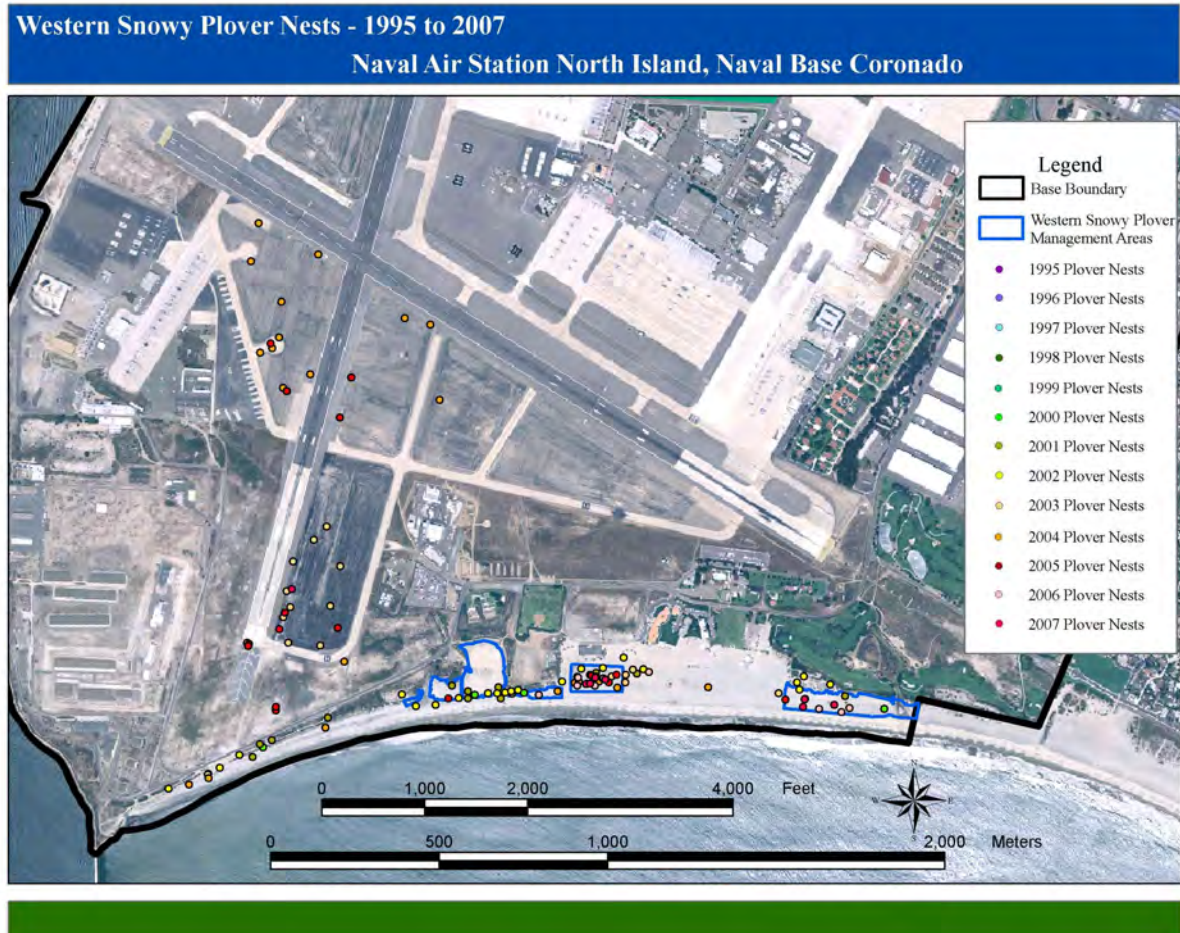 Western Snowy Plover Nests - 1995 to 2007
Naval Air Station North Island, Naval Base Coronado
Legend
Base Boundary
Western Snowy Plover
Management Areas
1995 Plover Nests
1996 Plover Nests
1997 Plover Nests
1998 Plover Nests
1999 Plover Nests
2000 Plover Nests
2001 Plover Nests
2002 Plover Nests
2003 Plover Nests
2004 Plover Nests
2005 Plover Nests
2006 Plover Nests
2007 Plover Nests
0 1,000 2,000 4,000 Feet
0 500 1,000 2,000 Meters
N
W E
S